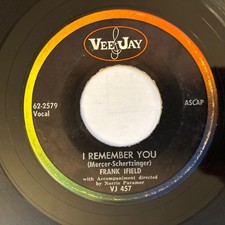 VEE JAY
62-2579
Vocal
ASCAP
I REMEMBER YOU
(Mercer-Schertzinger)
FRANK IFIELD
with Accompaniment directed
by Norrie Paramor
VJ 457